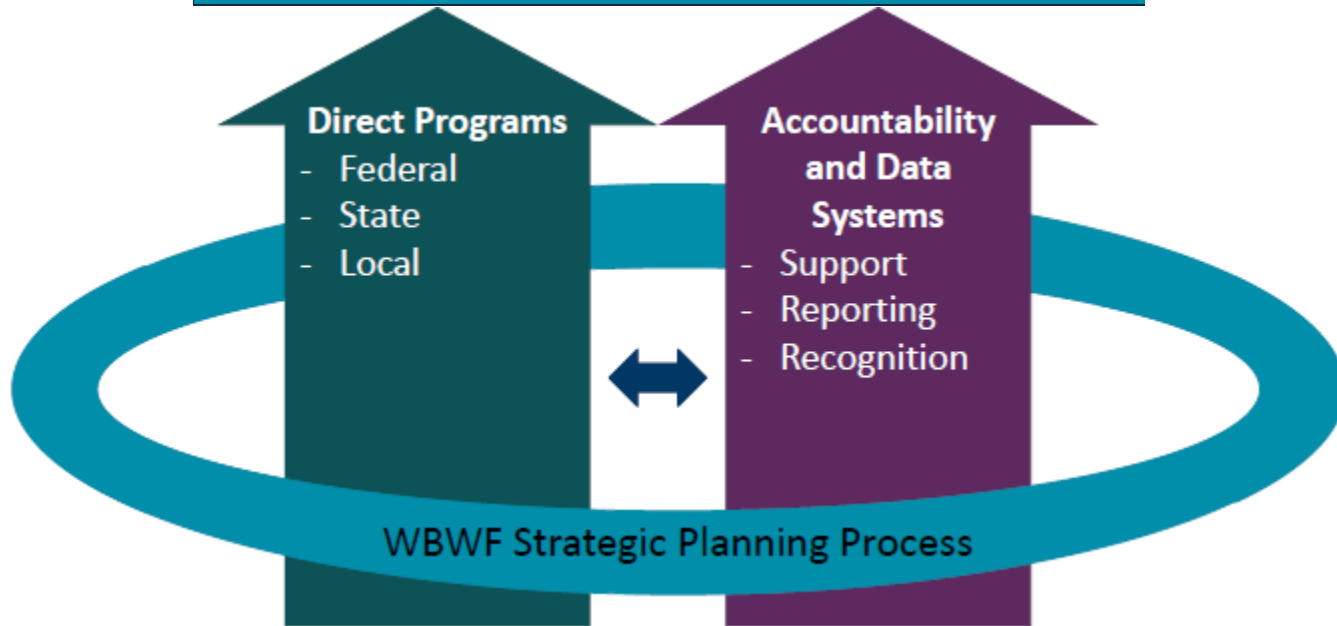 Direct Programs
- Federal
- State
- Local
Accountability
and Data
Systems
- Support
- Reporting
- Recognition
WBWF Strategic Planning Process